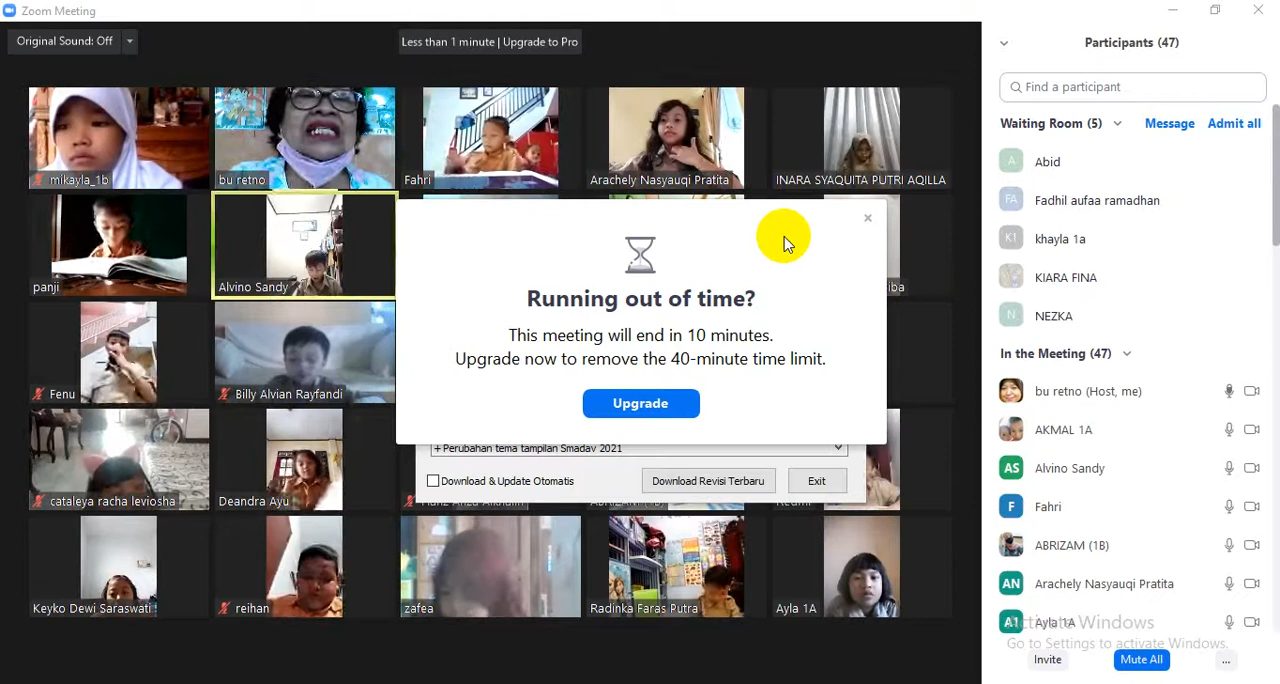 Zoom Meeting
Original Sound: Off
Less than 1 minute | Upgrade to Pro
mikayla_1b
bu retno
Fahri
Arachely Nasyauqi Pratita
INARA SYAQUITA PUTRI AQILLA
panji
Alvino Sandy
Fenu
Billy Alvian Rayfandi
cataleya racha leviosha
Deandra Ayu
Keyko Dewi Saraswati
reihan
zafea
Radinka Faras Putra
Ayla 1A
Running out of time?
This meeting will end in 10 minutes.
Upgrade now to remove the 40-minute time limit.
Upgrade
+ Perubahan tema tampilan Smadav 2021
Download & Update Otomatis
Download Revisi Terbaru
Exit
Participants (47)
Find a participant
Waiting Room (5)
Message
Admit all
A Abid
FA Fadhil aufaa ramadhan
K1 khayla 1a
KIARA FINA
N NEZKA
In the Meeting (47)
bu retno (Host, me)
AKMAL 1A
AS Alvino Sandy
F Fahri
ABRIZAM (1B)
AN Arachely Nasyauqi Pratita
A1 Ayla 1A
Activate Windows
Go to Settings to activate Windows.
Invite
Mute All
...